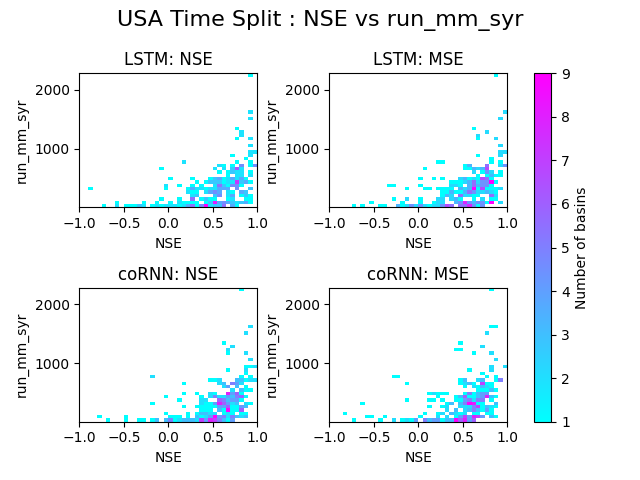 USA Time Split : NSE vs run_mm_syr
LSTM: NSE
LSTM: MSE
run_mm_syr
2000
1000
−1.0 −0.5 0.0 0.5 1.0
NSE
run_mm_syr
2000
1000
−1.0 −0.5 0.0 0.5 1.0
NSE
coRNN: NSE
coRNN: MSE
run_mm_syr
2000
1000
−1.0 −0.5 0.0 0.5 1.0
NSE
run_mm_syr
2000
1000
−1.0 −0.5 0.0 0.5 1.0
NSE
9
8
7
6
5
4
3
2
1
Number of basins